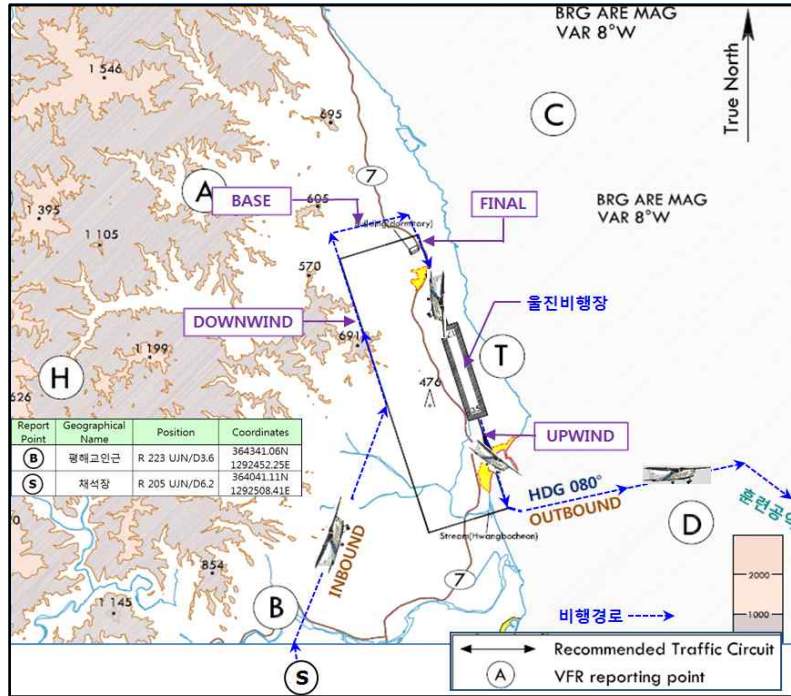 BRG ARE MAG
VAR 8°W
True North
C
1 546
695
7
A
605
BASE
FINAL
BRG ARE MAG
VAR 8°W
1 395
1 105
570
울진비행장
DOWNWIND
691
T
1 199
H
476
626
35
UPWIND
Report Point
Geographical Name
Position
Coordinates
B
평해교인근
R 223 UJN/D3.6
364341.06N
1292452.25E
S
채석장
R 205 UJN/D6.2
364041.11N
1292508.41E
HDG 080°
OUTBOUND
훈련공역
D
Stream(Hwangbocheon)
INBOUND
854
7
2000
1 145
B
1000
비행경로
Recommended Traffic Circuit
S
A
VFR reporting point